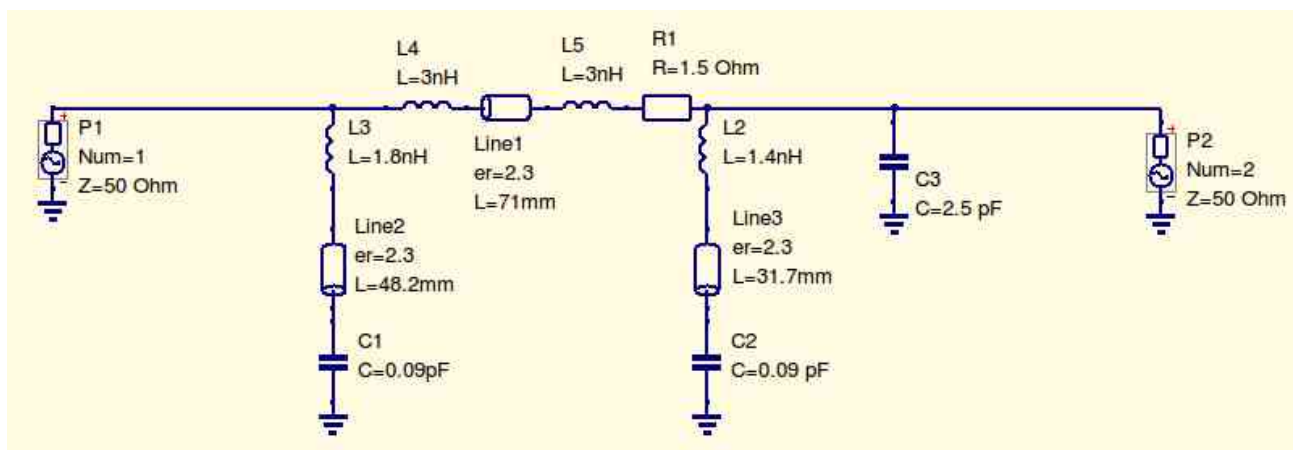 L4
L=3nH
L5
L=3nH
R1
R=1.5 Ohm
P1
Num=1
Z=50 Ohm
L3
L=1.8nH
Line1
er=2.3
L=71mm
L2
L=1.4nH
C3
C=2.5 pF
P2
Num=2
Z=50 Ohm
Line2
er=2.3
L=48.2mm
Line3
er=2.3
L=31.7mm
C1
C=0.09pF
C2
C=0.09 pF